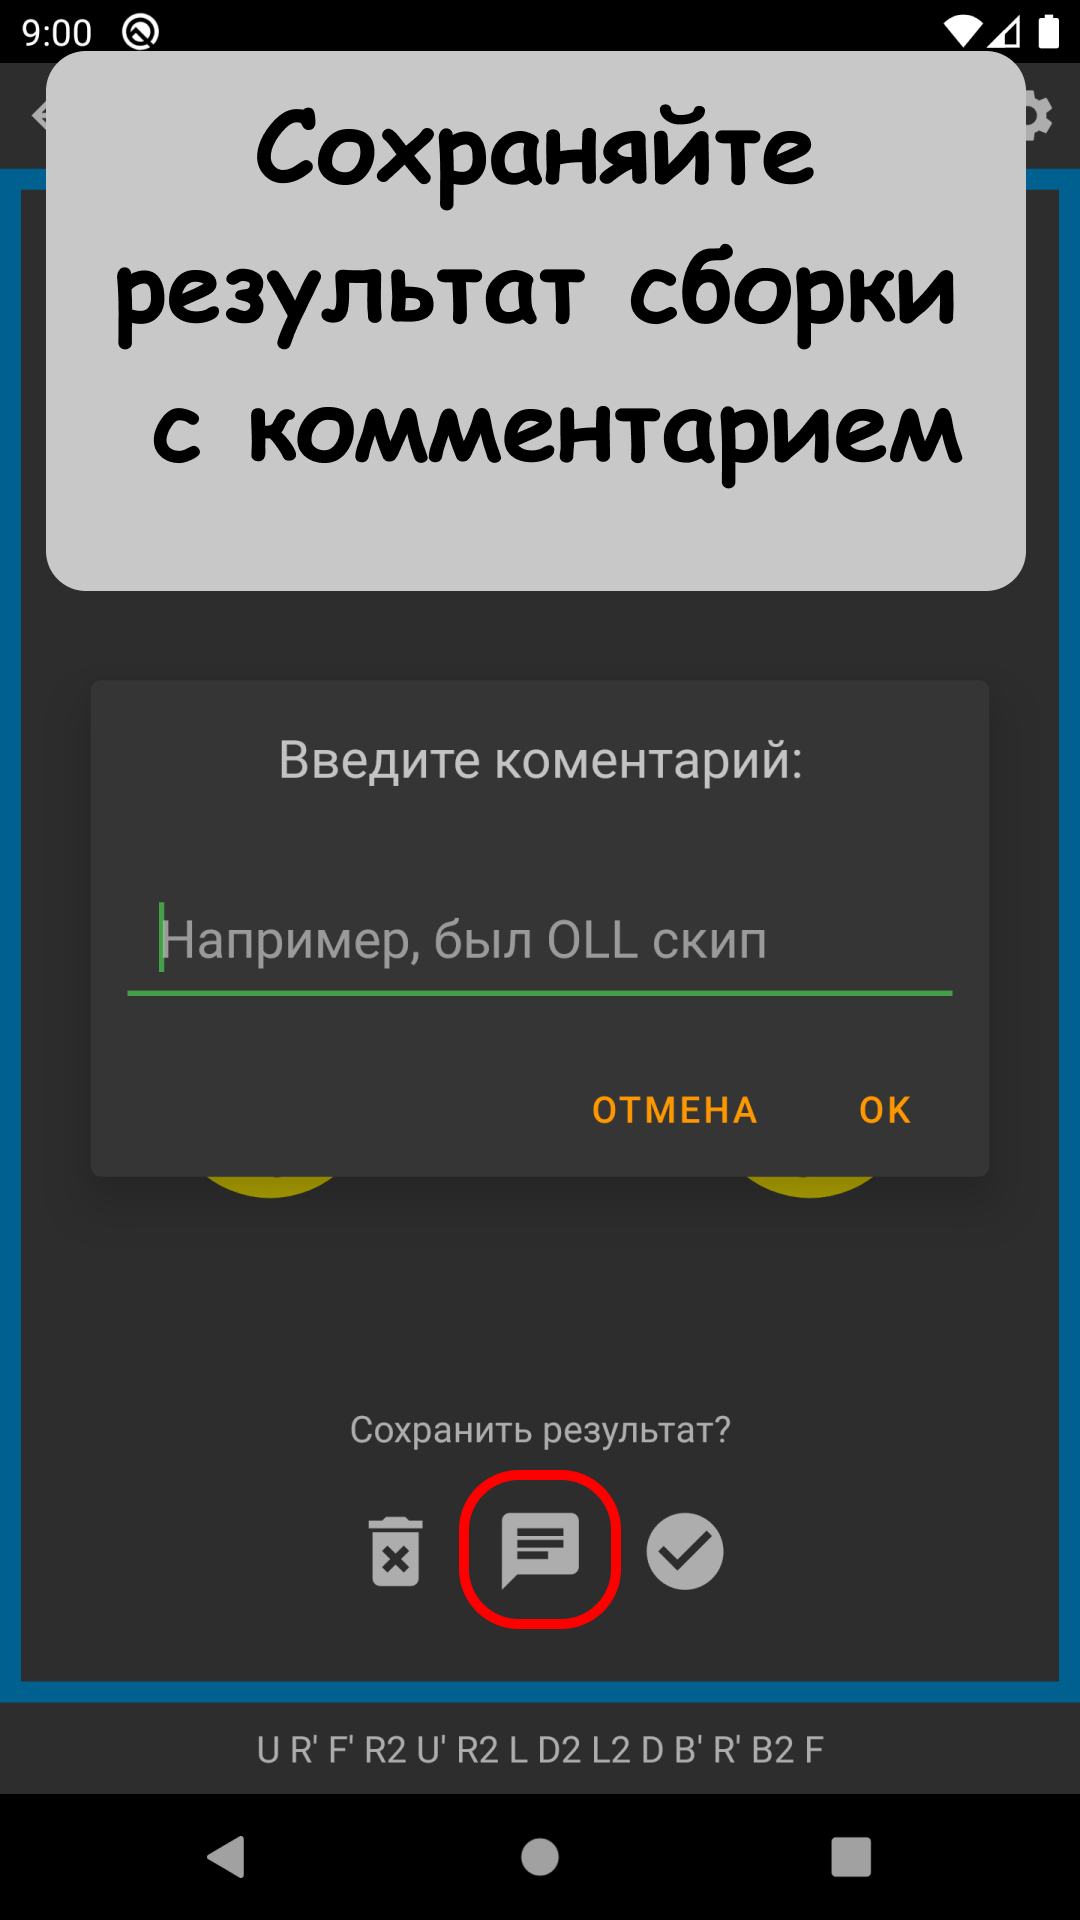 9:00
Сохраняйте
результат сборки
с комментарием
Введите коментарий:
Например, был OLL скип
ОТМЕНА OK
Сохранить результат?
U R' F' R2 U' R2 L D2 L2 D B' R' B2 F